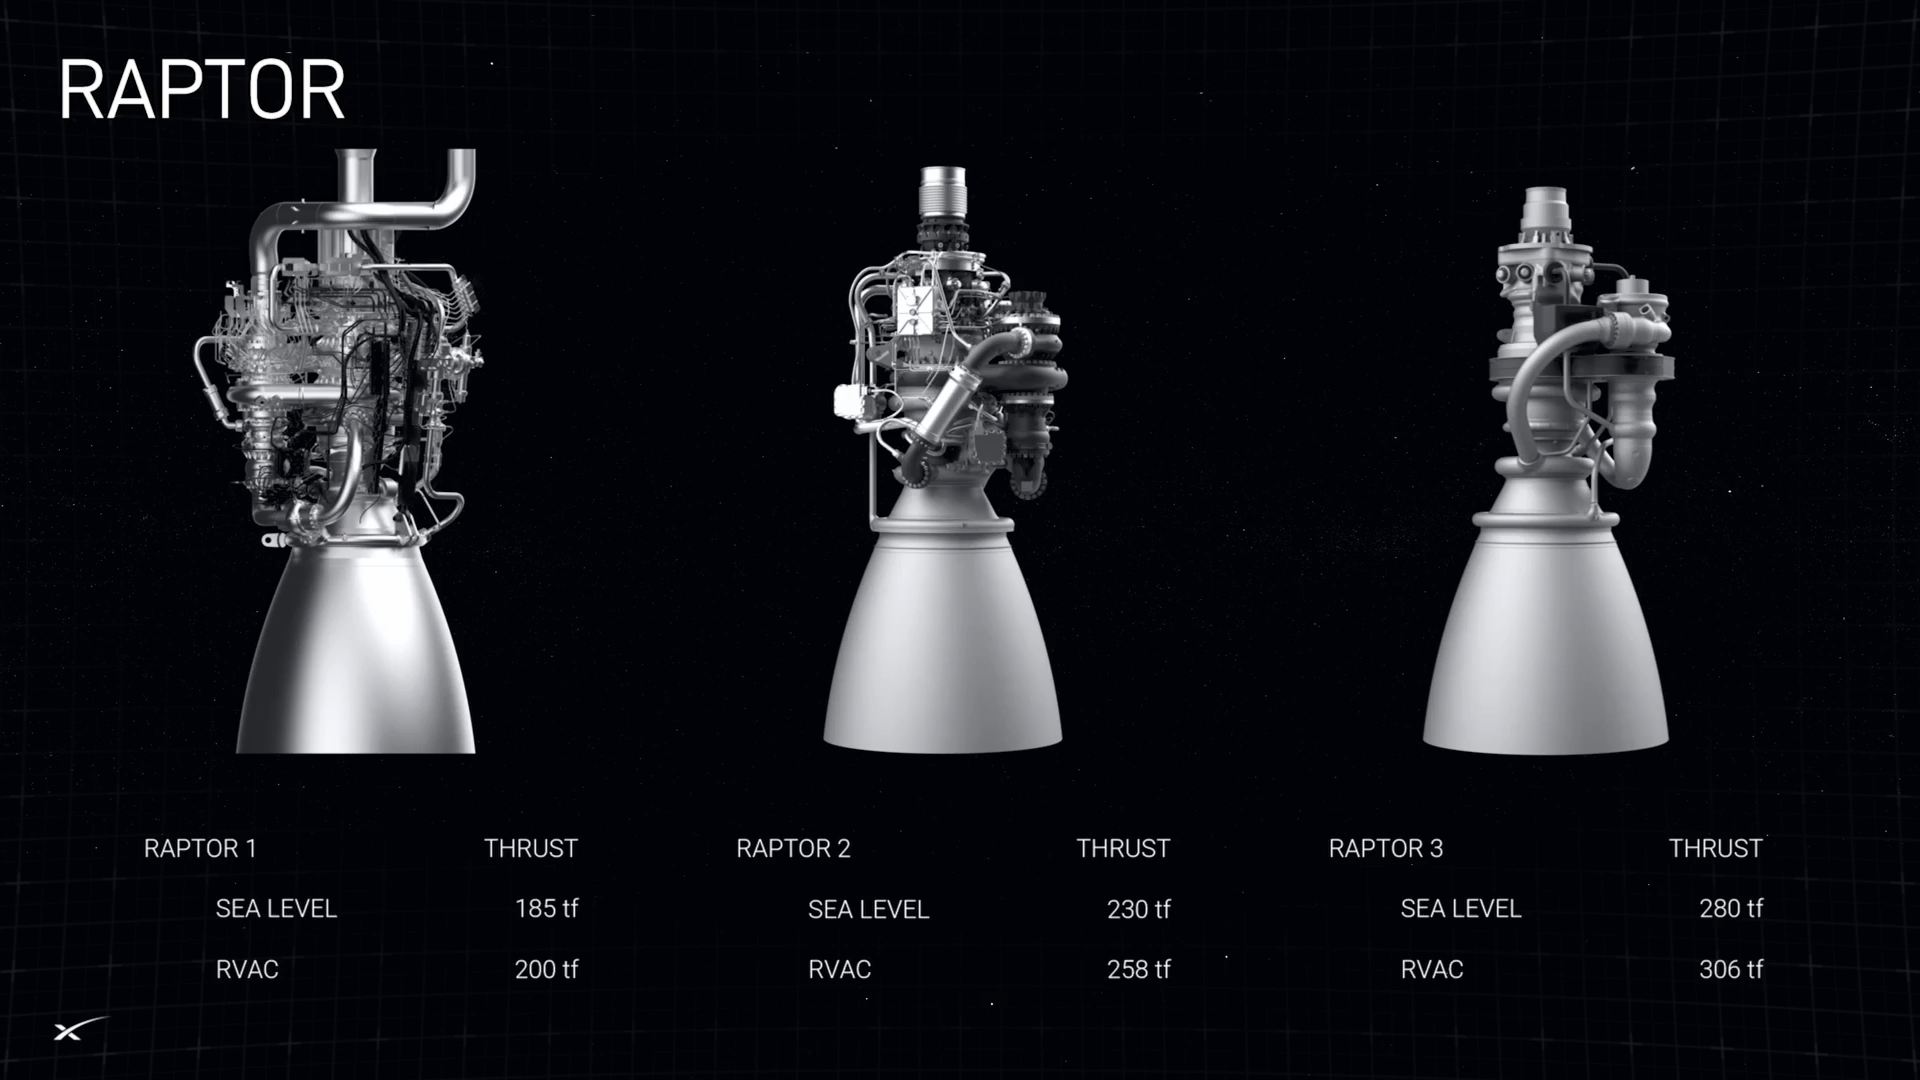 RAPTOR
RAPTOR 1 THRUST
SEA LEVEL 185 tf
RVAC 200 tf
RAPTOR 2 THRUST
SEA LEVEL 230 tf
RVAC 258 tf
RAPTOR 3 THRUST
SEA LEVEL 280 tf
RVAC 306 tf